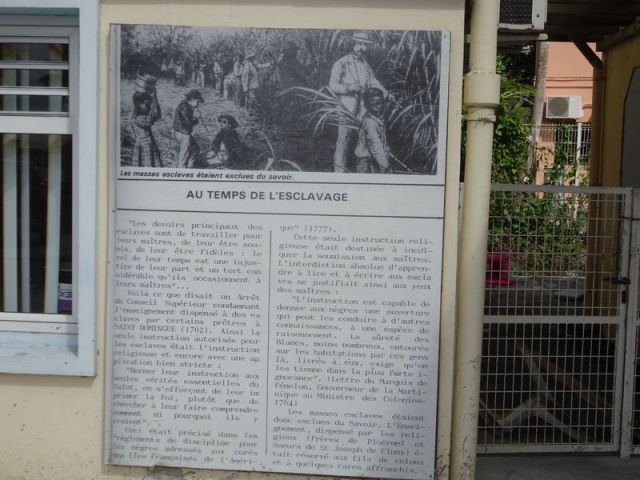 Les masses esclaves étaient exclues du savoir.
AU TEMPS DE L'ESCLAVAGE
"Les devoirs principaux des
esclaves sont de travailler pour
leurs maîtres, de leur être sou-
mis, de leur être fidèles : le
vol de leur temps est une injus-
tice de leur part et un tort con
sidérable qu'ils occasionnent à
leurs maîtres"...
Voilà ce que disait un Arrêt
du Conseil Supérieur condamnant
l'enseignement dispensé à des es
claves par certains prêtres à
SAINT DOMINGUE (1762). Ainsi la
seule instruction autorisée pour
les esclaves était l'instruction
religieuse et encore avec une ap
plication bien stricte :
"Borner leur instruction aux
seules vérités essentielles du
Salut, en s'efforçant de leur im
primer la Foi, plutôt que de
chercher à leur faire comprendre
comment ni pourquoi ils y
croient",
Ceci était précisé dans les
"règlements de discipline pour
les nègres adressés aux curés
des Iles françaises de l'Améri-
que" (1777).
Cette seule instruction reli-
gieuse était destinée à incul-
quer la soumission aux maîtres.
L'interdiction absolue d'appren-
dre à lire et à écrire aux escla
ves se justifiait ainsi aux yeux
des maîtres :
"L'instruction est capable de
donner aux nègres une ouverture
qui peut les conduire à d'autres
connaissances, à une espèce de
raisonnement. La sûreté des
Blancs, moins nombreux, entourés
sur les habitations par ces gens
là, livrés à eux, exige qu'on
les tienne dans la plus forte i-
gnorance". (lettre du Marquis de
Fénelon, Gouverneur de la Marti-
nique au Ministre des Colonies-
1764)
Les masses esclaves étaient
donc exclues du Savoir. L'Ensei-
gnement, dispensé par les reli-
gieux (Frères de Ploërmel et
Soeurs de St Joseph de Cluny) é-
tait réservé aux fils de colons
et à quelques rares affranchis.